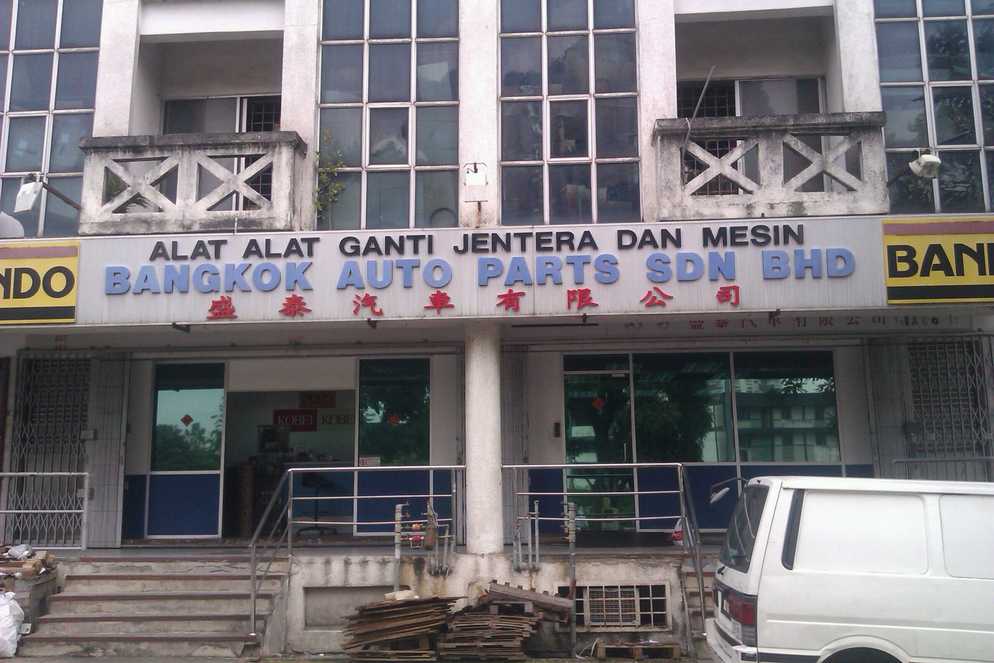 ALAT ALAT GANTI JENTERA DAN MESIN
BANGKOK AUTO PARTS SDN BHD
盛泰汽車有限公司
NDO
BAN
KOBE